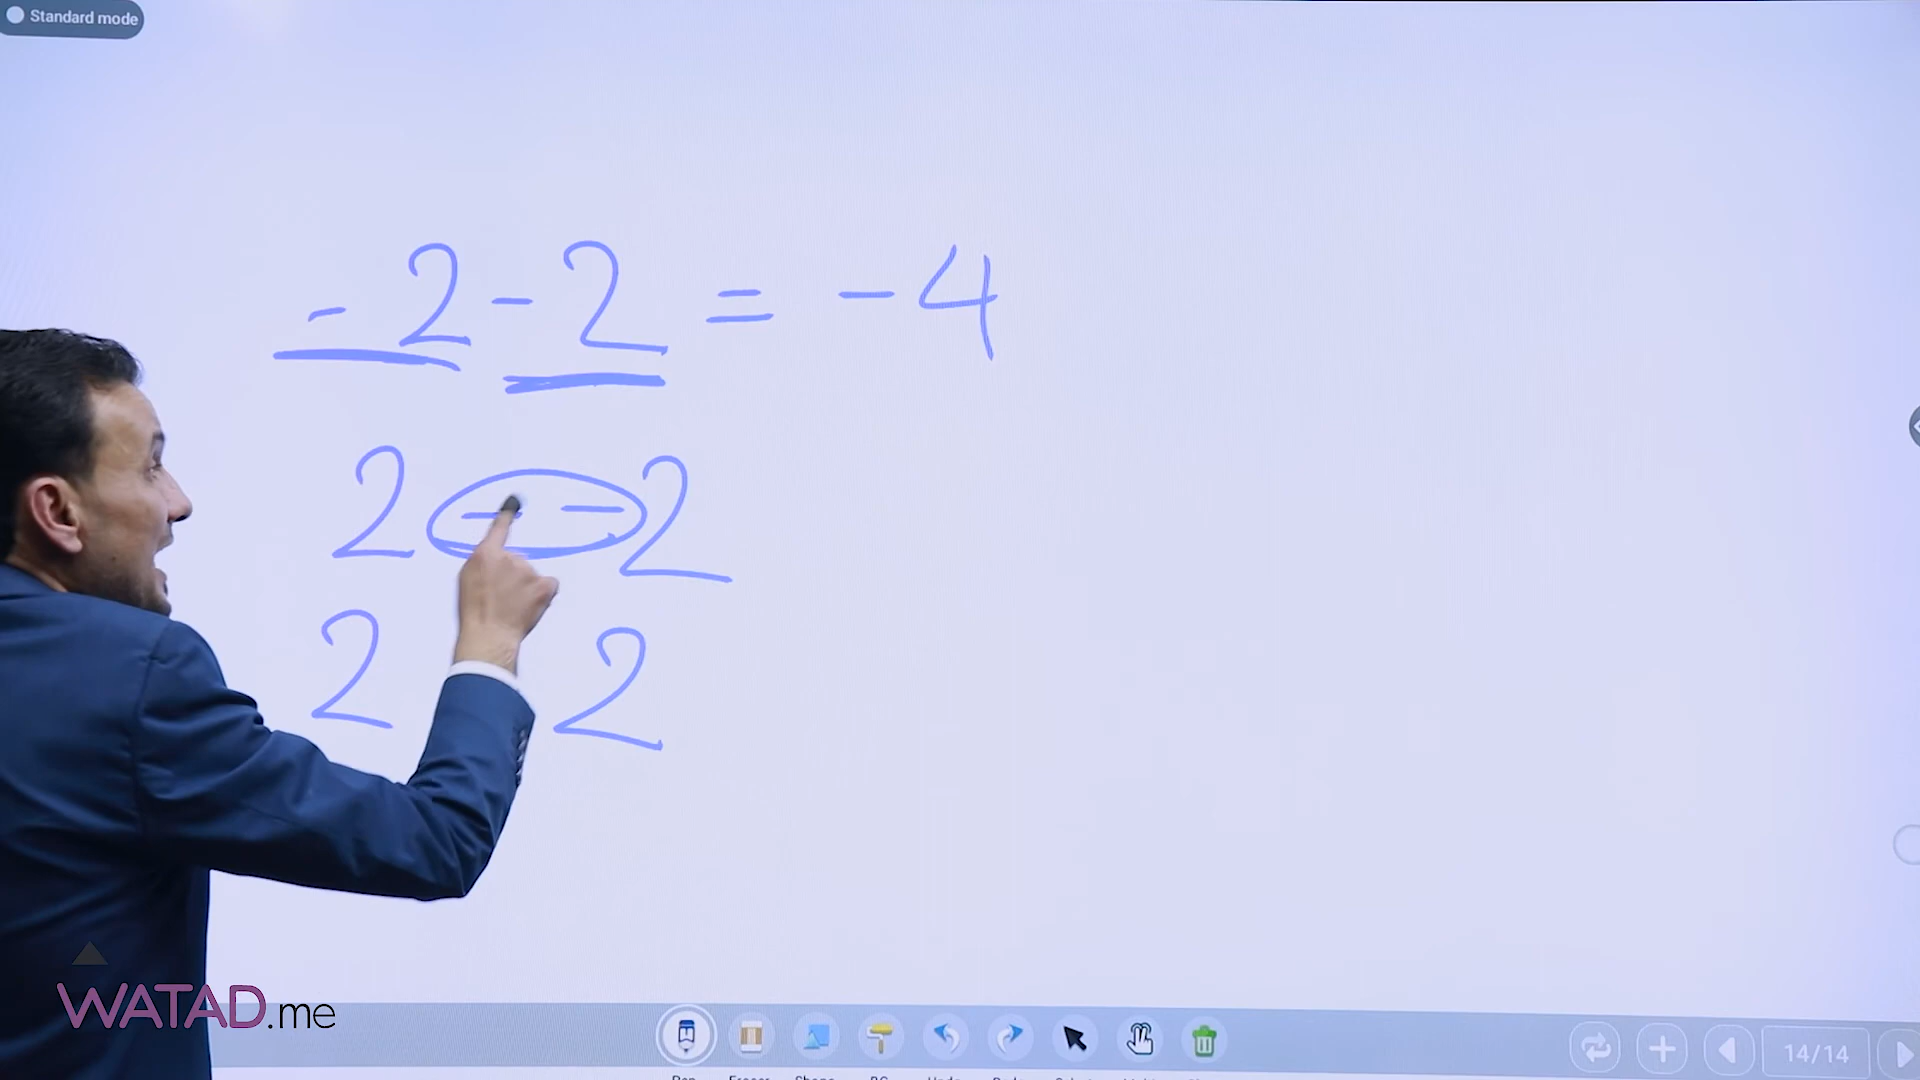 Standard mode
- 2 - 2 = - 4
2 - - 2
2 2
WATAD.me
14/14